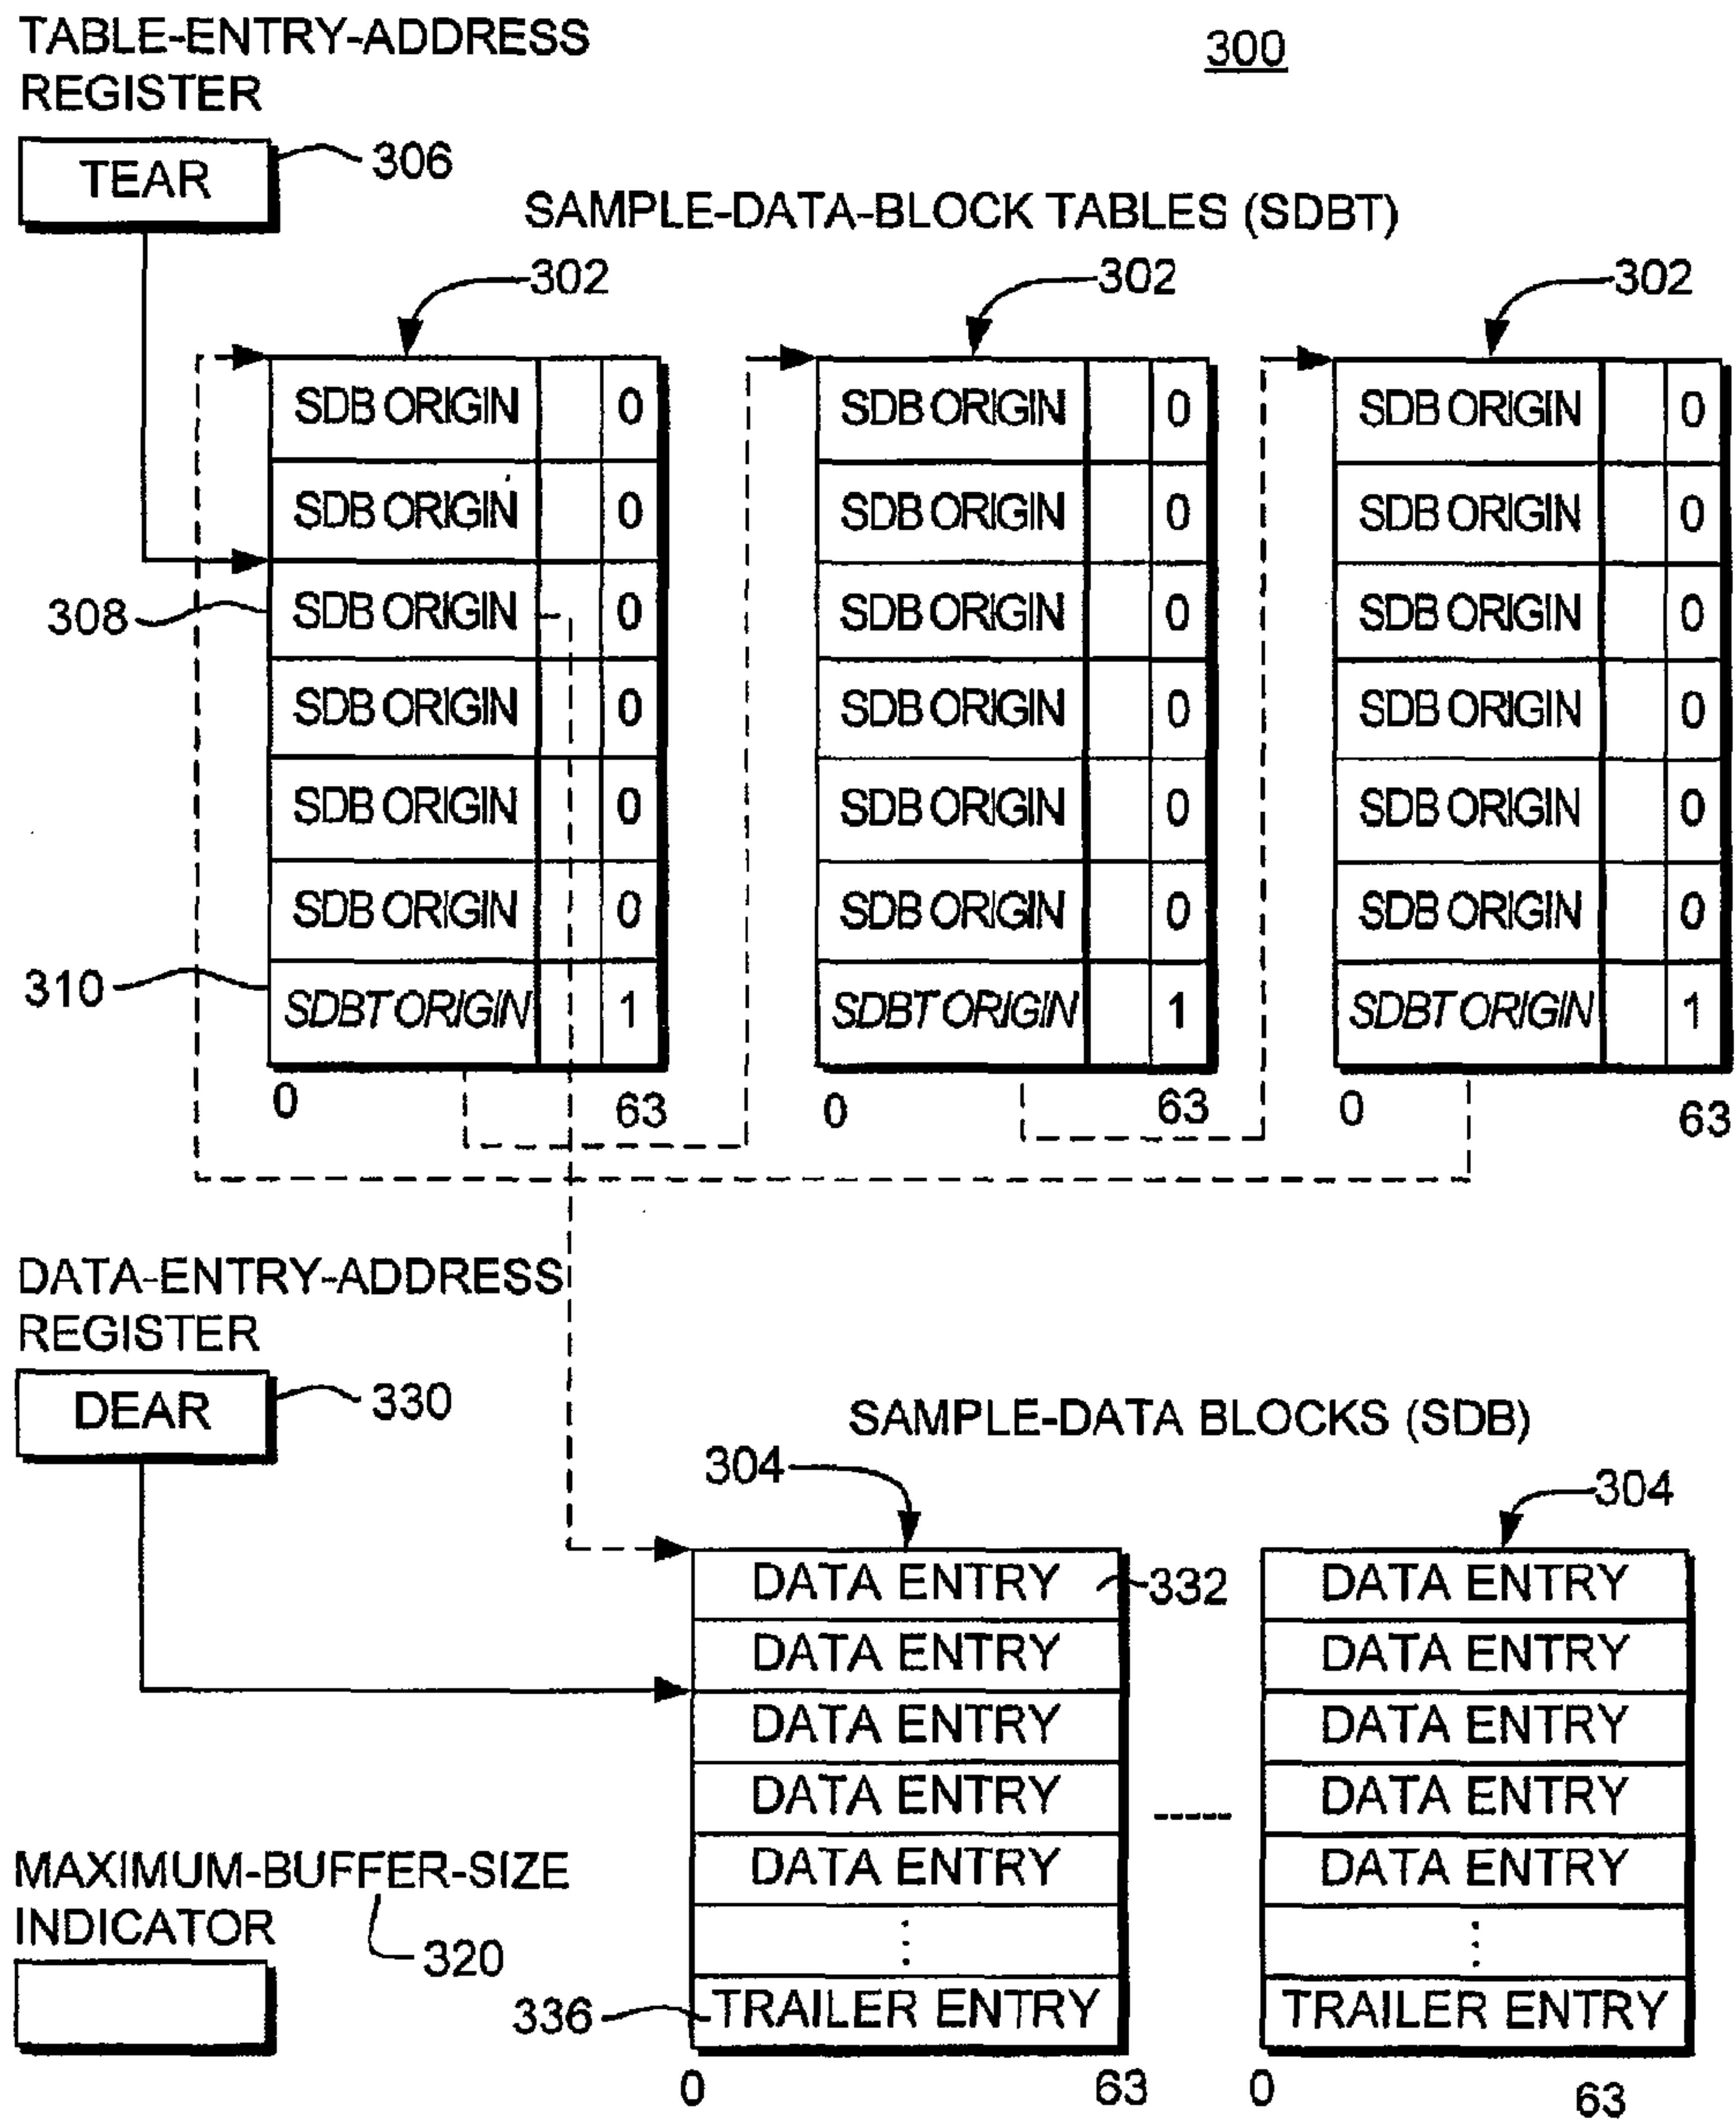 TABLE-ENTRY-ADDRESS
REGISTER
300
TEAR
306
SAMPLE-DATA-BLOCK TABLES (SDBT)
302 302 302
SDB ORIGIN 0 SDB ORIGIN 0 SDB ORIGIN 0
SDB ORIGIN 0 SDB ORIGIN 0 SDB ORIGIN 0
308 SDB ORIGIN 0 SDB ORIGIN 0 SDB ORIGIN 0
SDB ORIGIN 0 SDB ORIGIN 0 SDB ORIGIN 0
SDB ORIGIN 0 SDB ORIGIN 0 SDB ORIGIN 0
SDB ORIGIN 0 SDB ORIGIN 0 SDB ORIGIN 0
310 SDBT ORIGIN 1 SDBT ORIGIN 1 SDBT ORIGIN 1
0 63 0 63 0 63
DATA-ENTRY-ADDRESS
REGISTER
DEAR
330
SAMPLE-DATA BLOCKS (SDB)
304 304
DATA ENTRY 332 DATA ENTRY
DATA ENTRY DATA ENTRY
DATA ENTRY DATA ENTRY
DATA ENTRY DATA ENTRY
DATA ENTRY DATA ENTRY
MAXIMUM-BUFFER-SIZE
INDICATOR
320
336 TRAILER ENTRY TRAILER ENTRY
0 63 0 63